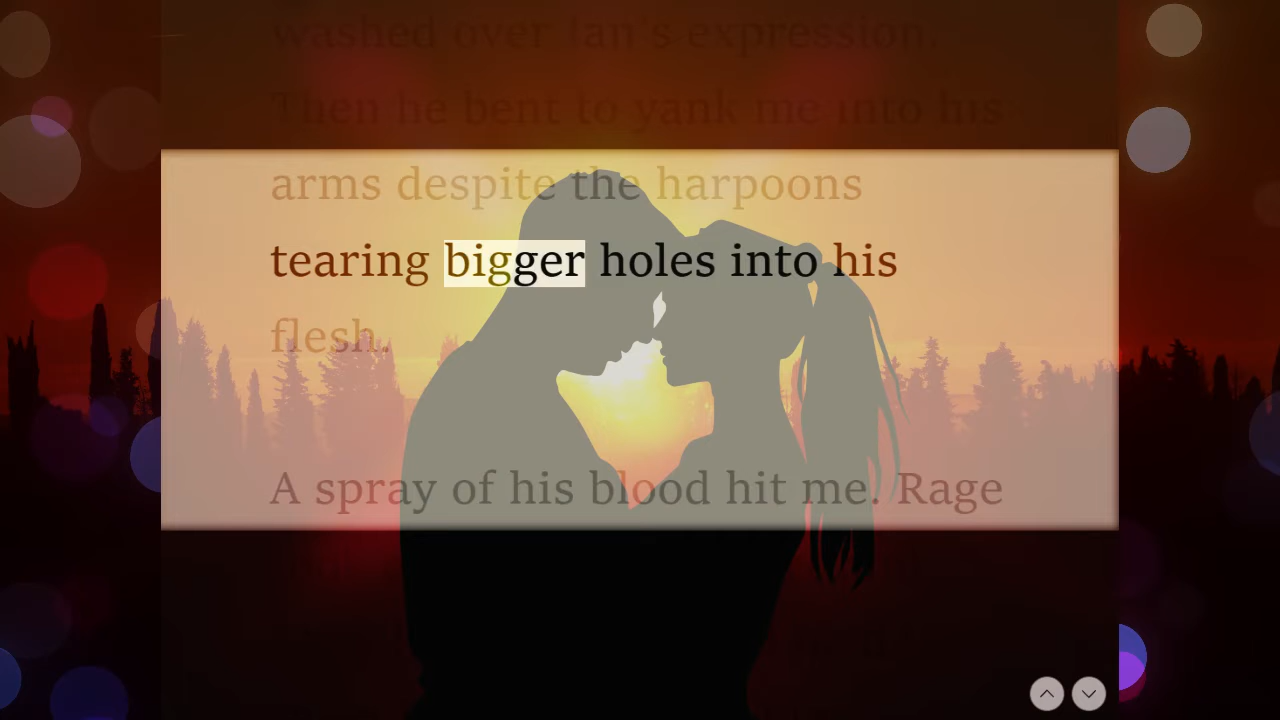 washed over Ian's expression.
Then he bent to yank me into his
arms despite the harpoons
tearing bigger holes into his
flesh.
A spray of his blood hit me. Rage